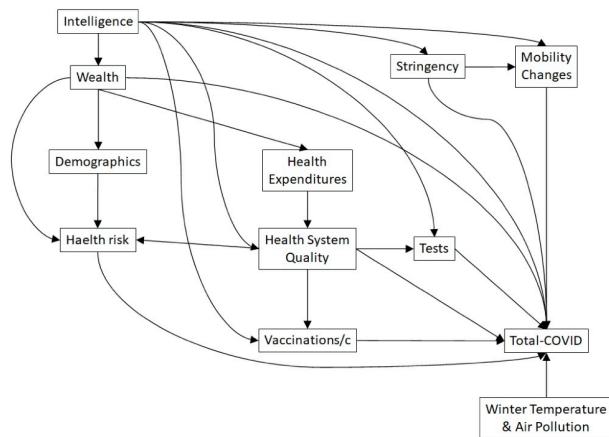 Intelligence
Stringency
Mobility
Changes
Wealth
Demographics
Health
Expenditures
Haelth risk
Health System
Quality
Tests
Vaccinations/c
Total-COVID
Winter Temperature
& Air Pollution